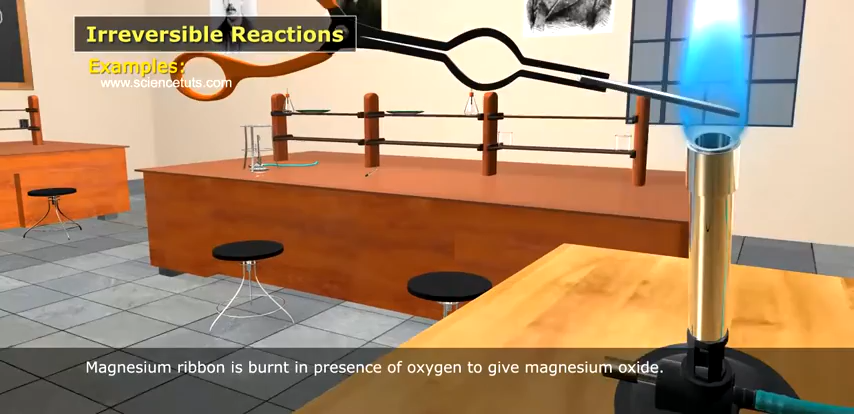 Irreversible Reactions
Examples:
www.sciencetuts.com
Magnesium ribbon is burnt in presence of oxygen to give magnesium oxide.